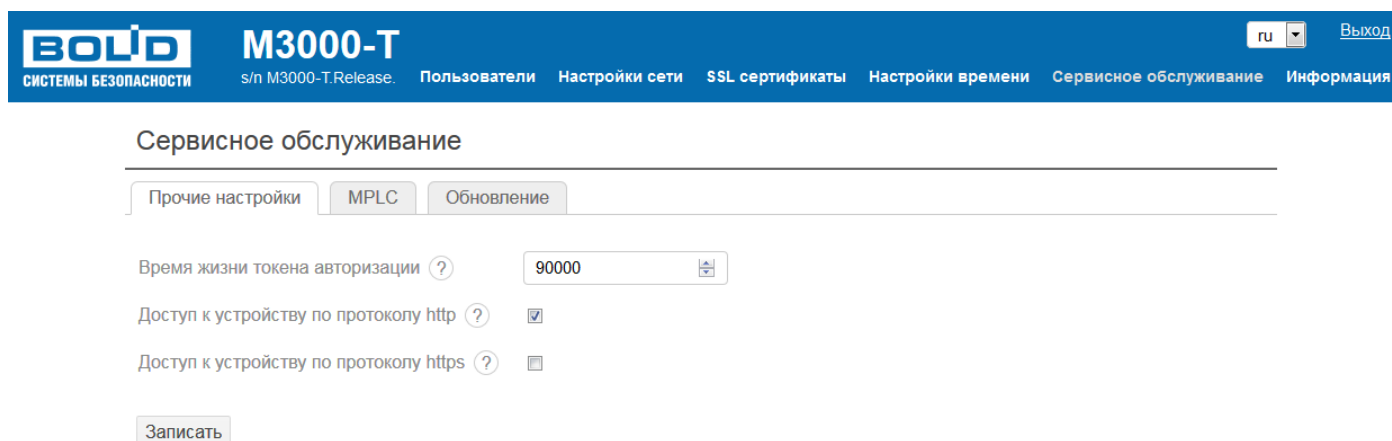 BOLID
СИСТЕМЫ БЕЗОПАСНОСТИ
M3000-T
s/n M3000-T.Release.
ru
Выход
Пользователи Настройки сети SSL сертификаты Настройки времени Сервисное обслуживание Информация
Сервисное обслуживание
Прочие настройки MPLC Обновление
Время жизни токена авторизации ? 90000
Доступ к устройству по протоколу http ?
Доступ к устройству по протоколу https ?
Записать